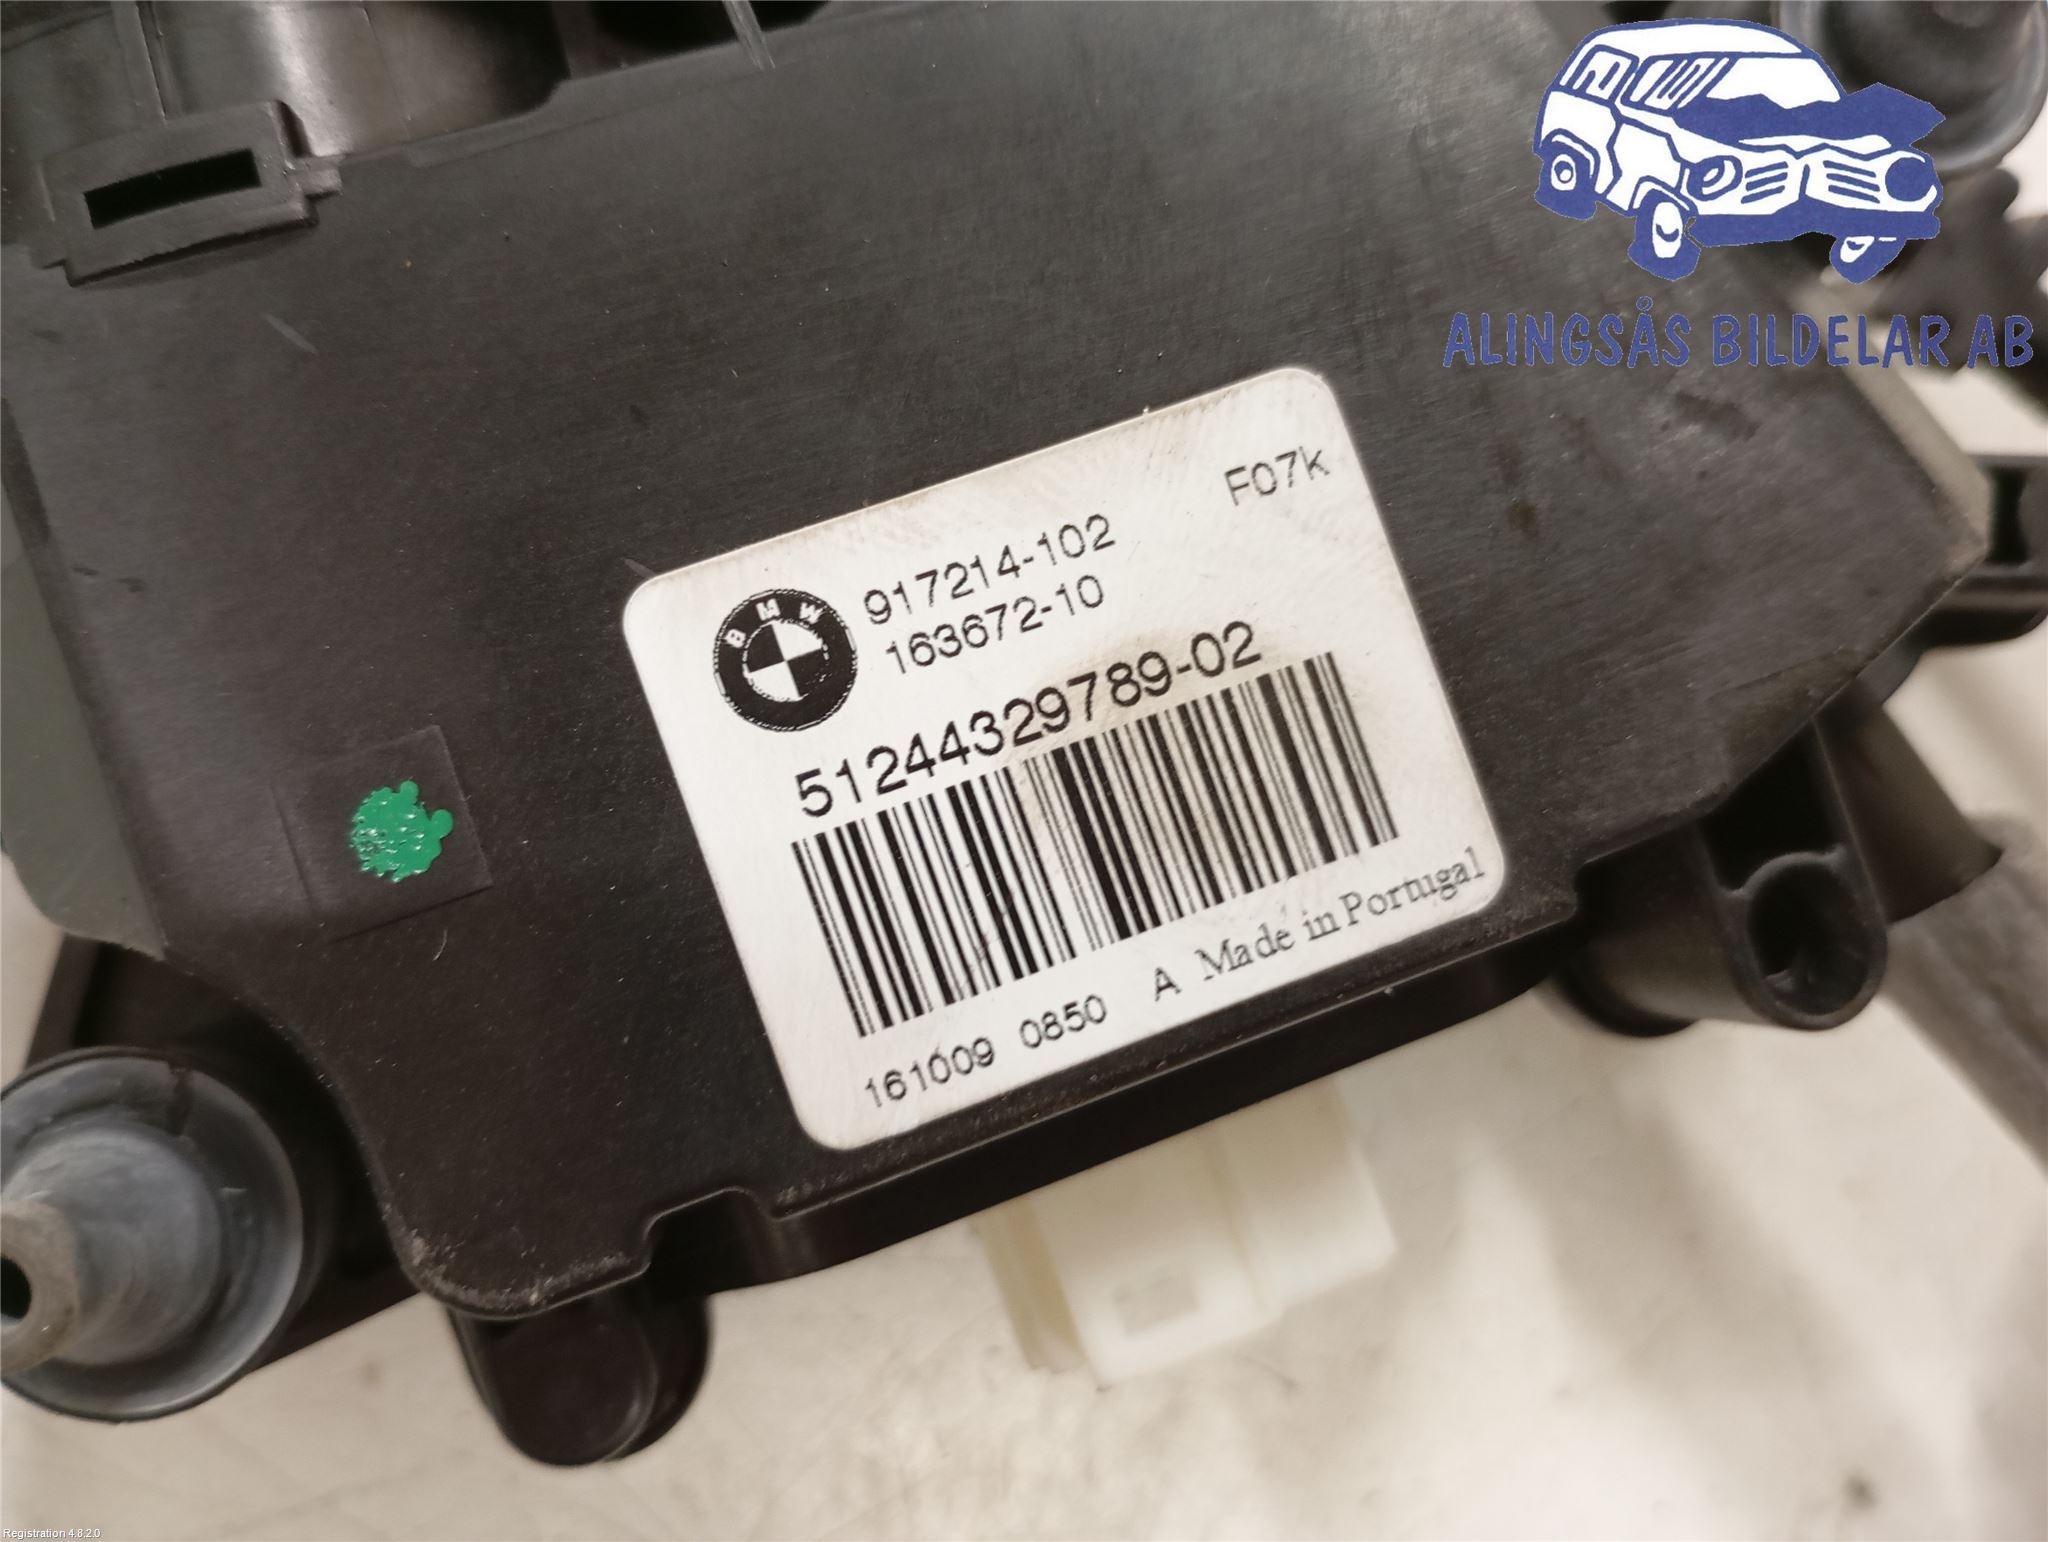 ALINGSÅS BILDELAR AB
F07k
BMW
917214-102
163672-10
51244329789-02
161009 0850 A Made in Portugal
Registration 4.8.2.0